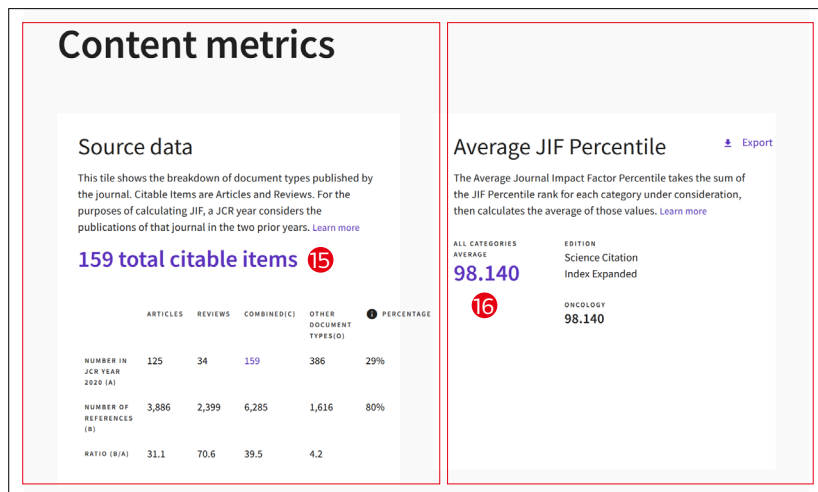 Content metrics
Source data
This tile shows the breakdown of document types published by
the journal. Citable Items are Articles and Reviews. For the
purposes of calculating JIF, a JCR year considers the
publications of that journal in the two prior years. Learn more
159 total citable items 15
ARTICLES REVIEWS COMBINED(C) OTHER DOCUMENT TYPES(O) i PERCENTAGE
NUMBER IN JCR YEAR 2020 (A) 125 34 159 386 29%
NUMBER OF REFERENCES (B) 3,886 2,399 6,285 1,616 80%
RATIO (B/A) 31.1 70.6 39.5 4.2
Average JIF Percentile
Export
The Average Journal Impact Factor Percentile takes the sum of
the JIF Percentile rank for each category under consideration,
then calculates the average of those values. Learn more
ALL CATEGORIES
AVERAGE
98.140
16
EDITION
Science Citation
Index Expanded
ONCOLOGY
98.140